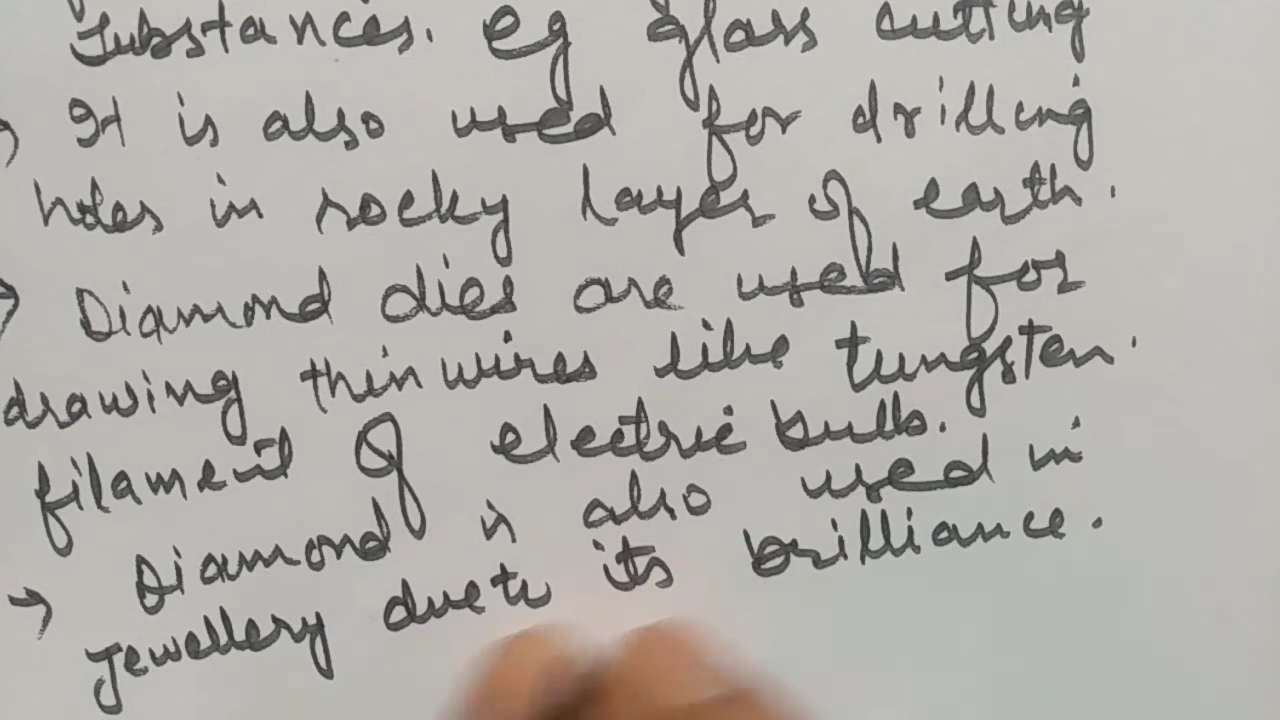 substances. eg glass cutting
→ It is also used for drilling
holes in rocky layer of earth.
→ Diamond dies are used for
drawing thin wires like tungsten
filament of electric bulb.
→ Diamond is also used in
jewellery due to its brilliance.